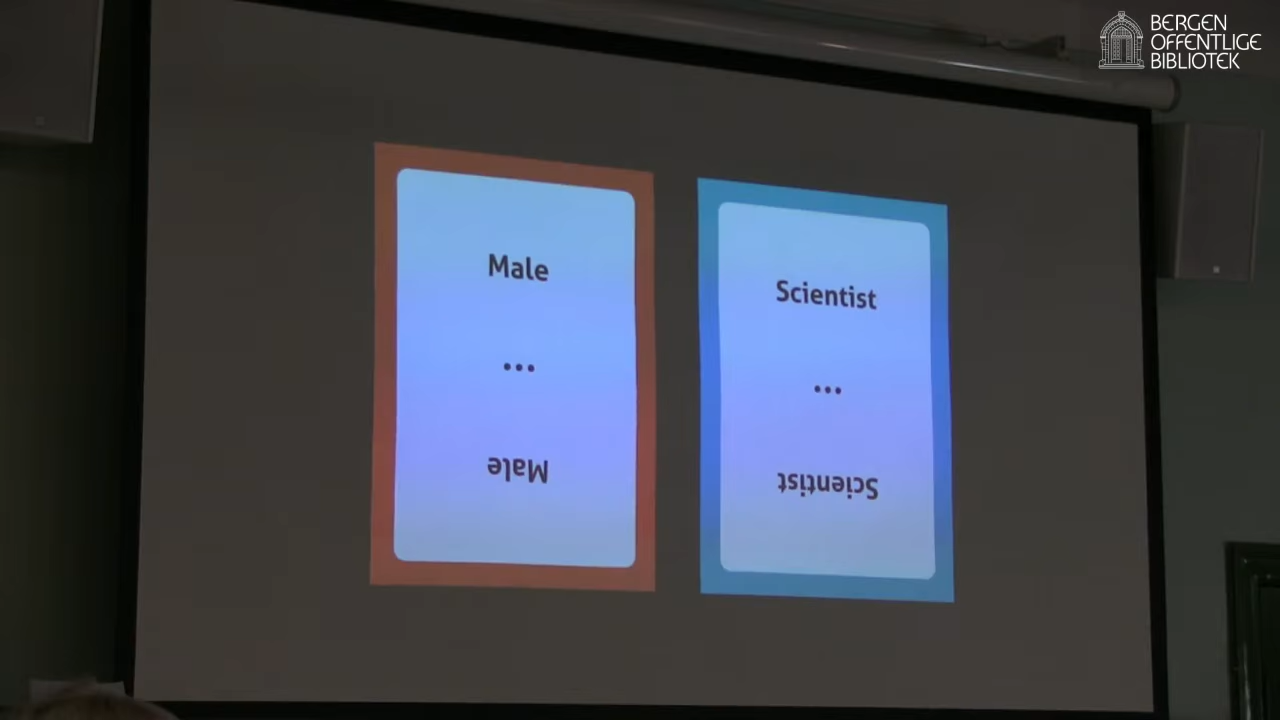 BERGEN
OFFENTLIGE
BIBLIOTEK
Male
...
Male
Scientist
...
Scientist